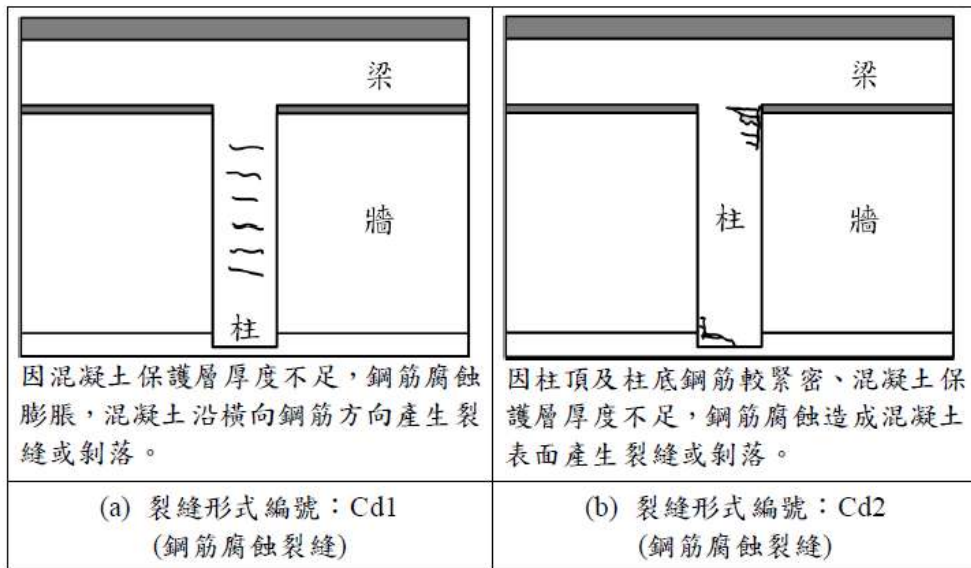 梁
牆
柱
因混凝土保護層厚度不足，鋼筋腐蝕
膨脹，混凝土沿橫向鋼筋方向產生裂
縫或剝落。
(a) 裂縫形式編號：Cd1
(鋼筋腐蝕裂縫)
梁
柱
牆
因柱頂及柱底鋼筋較緊密、混凝土保
護層厚度不足，鋼筋腐蝕造成混凝土
表面產生裂縫或剝落。
(b) 裂縫形式編號：Cd2
(鋼筋腐蝕裂縫)